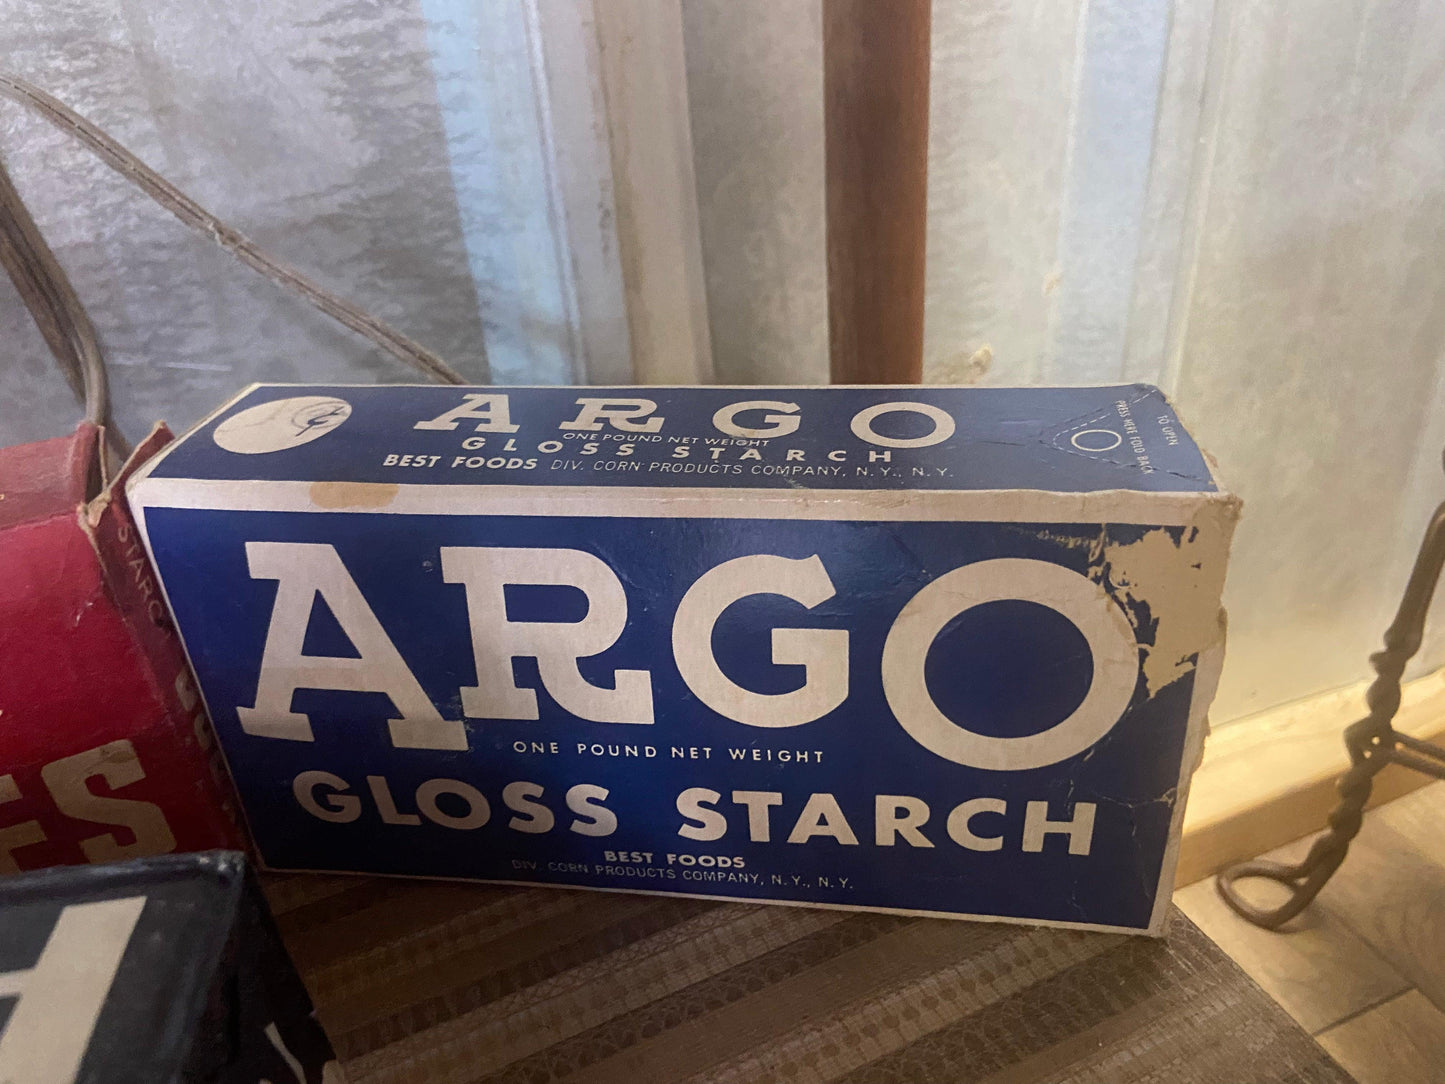 ARGO
ONE POUND NET WEIGHT
GLOSS STARCH
BEST FOODS DIV. CORN PRODUCTS COMPANY, N.Y., N.Y.
PRESS HERE FOLD BACK
TO OPEN
ARGO
ONE POUND NET WEIGHT
GLOSS STARCH
BEST FOODS
DIV. CORN PRODUCTS COMPANY, N.Y., N.Y.
STARCH